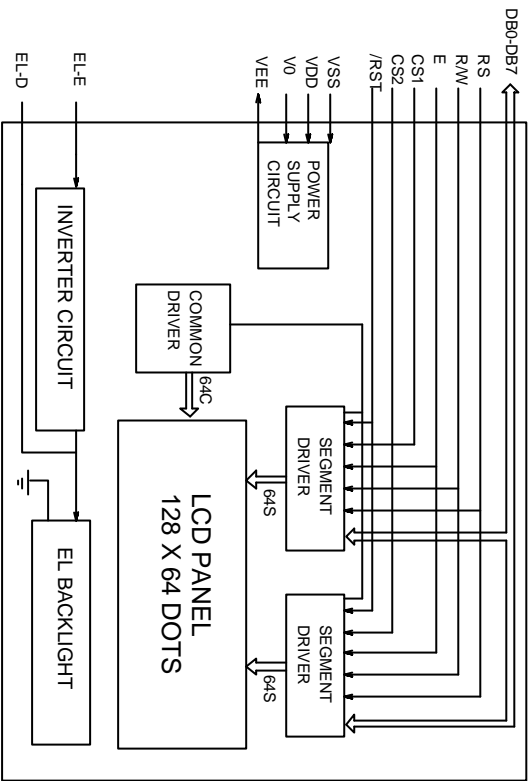 DB0-DB7
RS
R/W
E
CS1
CS2
/RST
VSS
VDD
V0
VEE
EL-E
EL-D
POWER
SUPPLY
CIRCUIT
COMMON
DRIVER
64C
SEGMENT
DRIVER
64S
SEGMENT
DRIVER
64S
LCD PANEL
128 X 64 DOTS
INVERTER CIRCUIT
EL BACKLIGHT